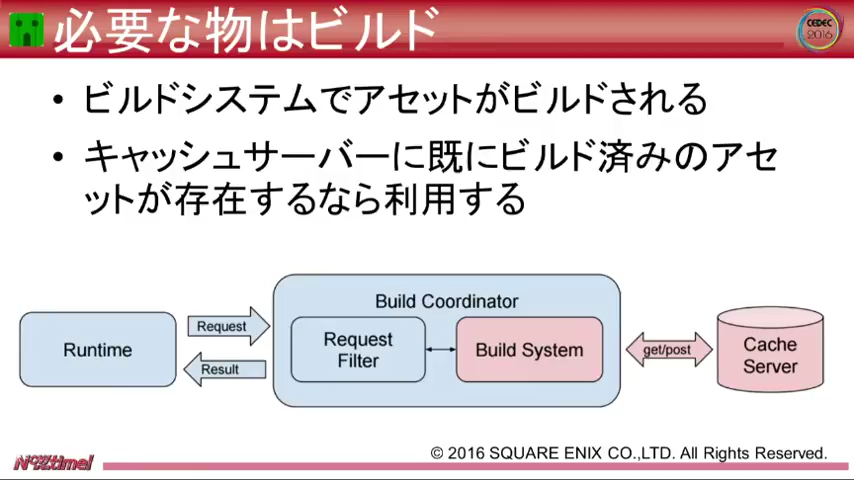 必要な物はビルド
CEDEC
2016
• ビルドシステムでアセットがビルドされる
• キャッシュサーバーに既にビルド済みのアセ
ットが存在するなら利用する
Build Coordinator
Runtime
Request
Result
Request
Filter
Build System
get/post
Cache
Server
© 2016 SQUARE ENIX CO.,LTD. All Rights Reserved.